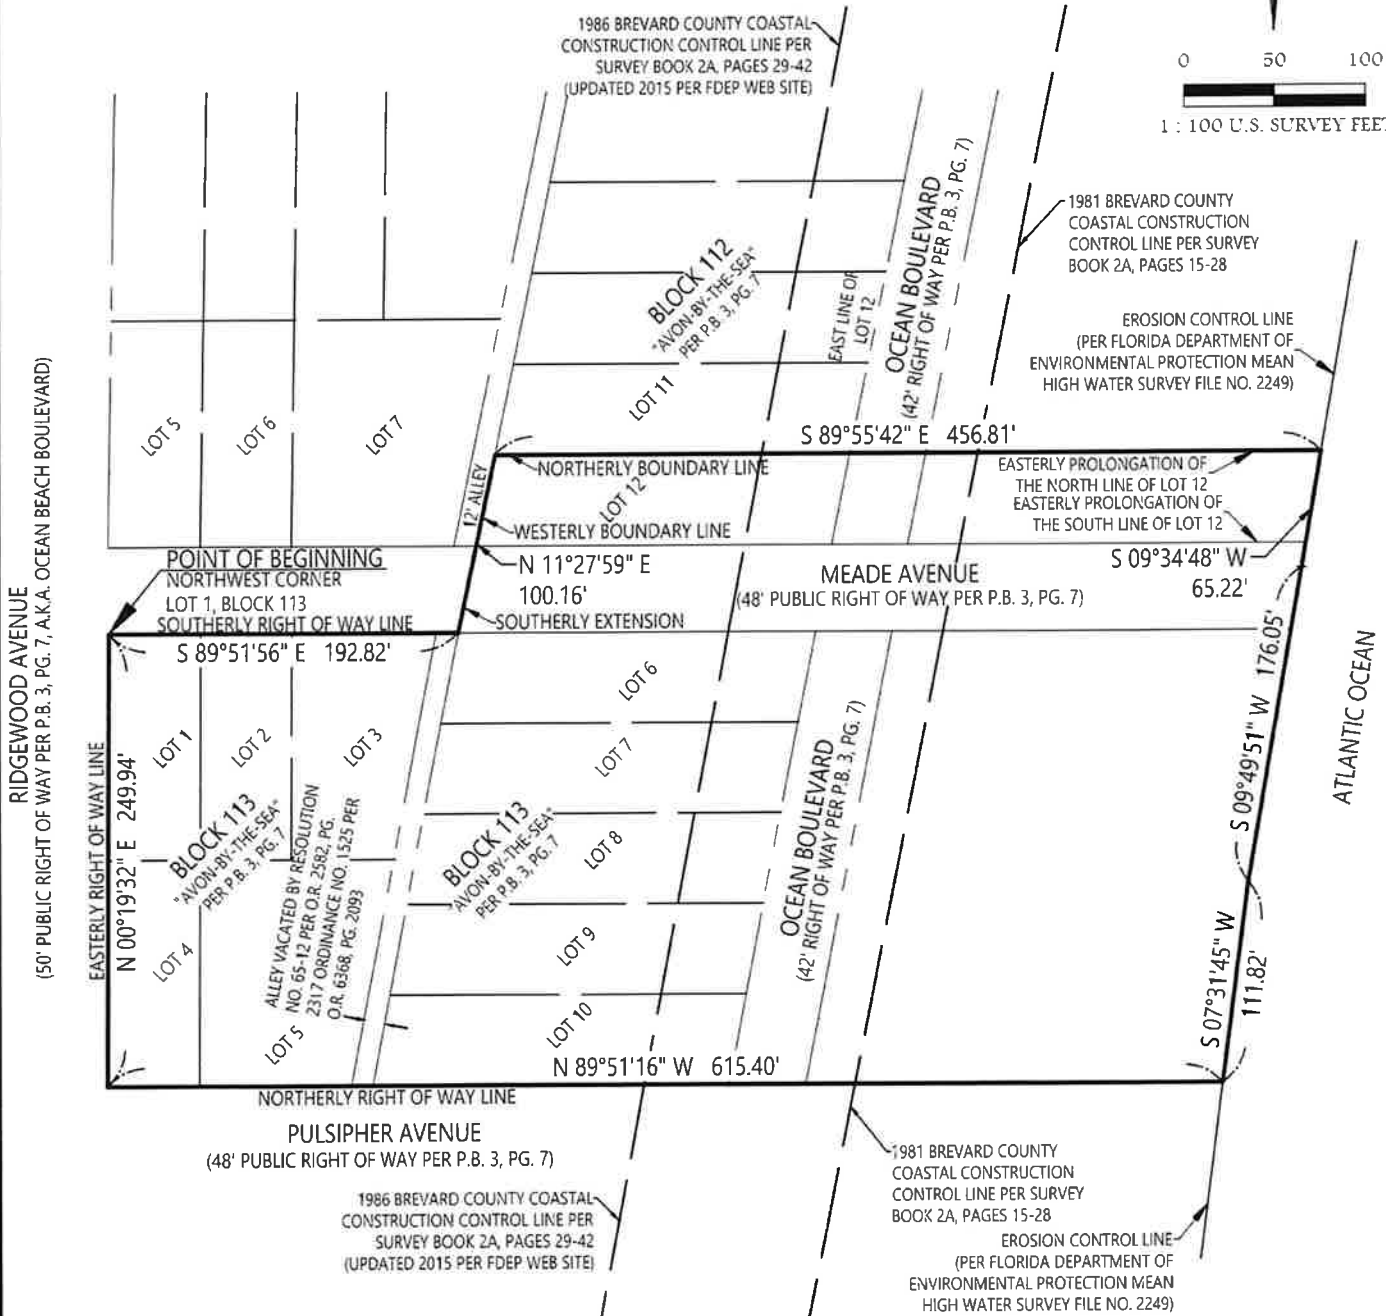 1986 BREVARD COUNTY COASTAL
CONSTRUCTION CONTROL LINE PER
SURVEY BOOK 2A, PAGES 29-42
(UPDATED 2015 PER FDEP WEB SITE)
0 50 100
1 : 100 U.S. SURVEY FEET
1981 BREVARD COUNTY
COASTAL CONSTRUCTION
CONTROL LINE PER SURVEY
BOOK 2A, PAGES 15-28
EROSION CONTROL LINE
(PER FLORIDA DEPARTMENT OF
ENVIRONMENTAL PROTECTION MEAN
HIGH WATER SURVEY FILE NO. 2249)
BLOCK 112
"AVON-BY-THE-SEA"
PER P.B. 3, PG. 7
EAST LINE OF
LOT 12
OCEAN BOULEVARD
(42' RIGHT OF WAY PER P.B. 3, PG. 7)
LOT 5
LOT 6
LOT 7
LOT 11
S 89°55'42" E 456.81'
NORTHERLY BOUNDARY LINE
EASTERLY PROLONGATION OF
THE NORTH LINE OF LOT 12
EASTERLY PROLONGATION OF
THE SOUTH LINE OF LOT 12
12' ALLEY
LOT 12
WESTERLY BOUNDARY LINE
POINT OF BEGINNING
NORTHWEST CORNER
LOT 1, BLOCK 113
SOUTHERLY RIGHT OF WAY LINE
S 89°51'56" E 192.82'
N 11°27'59" E
100.16'
SOUTHERLY EXTENSION
MEADE AVENUE
(48' PUBLIC RIGHT OF WAY PER P.B. 3, PG. 7)
S 09°34'48" W
65.22'
RIDGEWOOD AVENUE
(50' PUBLIC RIGHT OF WAY PER P.B. 3, PG. 7, A.K.A. OCEAN BEACH BOULEVARD)
EASTERLY RIGHT OF WAY LINE
N 00°19'32" E 249.94'
LOT 1
LOT 2
LOT 3
BLOCK 113
"AVON-BY-THE-SEA"
PER P.B. 3, PG. 7
LOT 4
ALLEY VACATED BY RESOLUTION
NO. 65-12 PER O.R. 2582, PG.
2317 ORDINANCE NO. 1525 PER
O.R. 6368, PG. 2093
LOT 5
LOT 6
LOT 7
BLOCK 113
"AVON-BY-THE-SEA"
PER P.B. 3, PG. 7
LOT 8
LOT 9
LOT 10
OCEAN BOULEVARD
(42' RIGHT OF WAY PER P.B. 3, PG. 7)
S 09°49'51" W 176.05'
S 07°31'45" W
111.82'
ATLANTIC OCEAN
N 89°51'16" W 615.40'
NORTHERLY RIGHT OF WAY LINE
PULSIPHER AVENUE
(48' PUBLIC RIGHT OF WAY PER P.B. 3, PG. 7)
1986 BREVARD COUNTY COASTAL
CONSTRUCTION CONTROL LINE PER
SURVEY BOOK 2A, PAGES 29-42
(UPDATED 2015 PER FDEP WEB SITE)
1981 BREVARD COUNTY
COASTAL CONSTRUCTION
CONTROL LINE PER SURVEY
BOOK 2A, PAGES 15-28
EROSION CONTROL LINE
(PER FLORIDA DEPARTMENT OF
ENVIRONMENTAL PROTECTION MEAN
HIGH WATER SURVEY FILE NO. 2249)